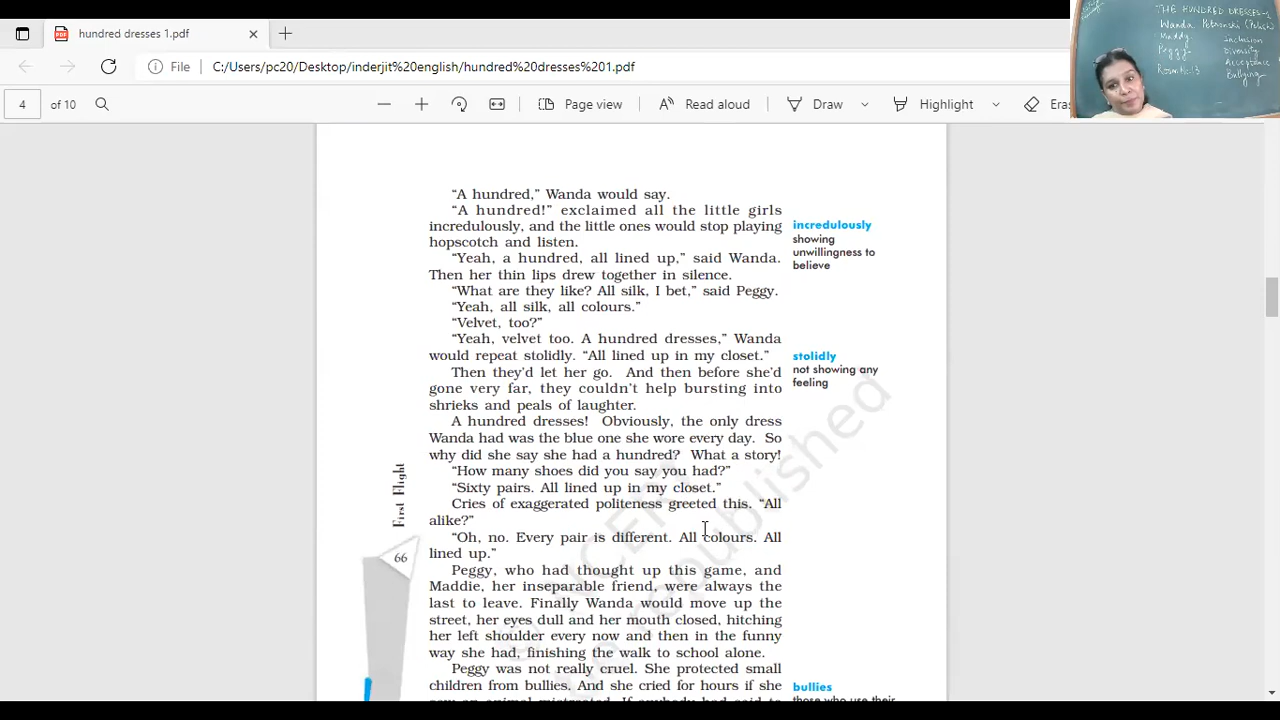 hundred dresses 1.pdf
File
C:/Users/pc20/Desktop/inderjit%20english/hundred%20dresses%201.pdf
4 of 10
Page view
Read aloud
Draw
Highlight
THE HUNDRED DRESSES-1
Wanda Petronski (Polish)
Maddy
Peggy
Room No. 13
Inclusion
Diversity
Acceptance
Bullying
“A hundred,” Wanda would say.
“A hundred!” exclaimed all the little girls
incredulously, and the little ones would stop playing
hopscotch and listen.
“Yeah, a hundred, all lined up,” said Wanda.
Then her thin lips drew together in silence.
“What are they like? All silk, I bet,” said Peggy.
“Yeah, all silk, all colours.”
“Velvet, too?”
“Yeah, velvet too. A hundred dresses,” Wanda
would repeat stolidly. “All lined up in my closet.”
Then they’d let her go. And then before she’d
gone very far, they couldn’t help bursting into
shrieks and peals of laughter.
A hundred dresses! Obviously, the only dress
Wanda had was the blue one she wore every day. So
why did she say she had a hundred? What a story!
“How many shoes did you say you had?”
“Sixty pairs. All lined up in my closet.”
Cries of exaggerated politeness greeted this. “All
alike?”
“Oh, no. Every pair is different. All colours. All
lined up.”
Peggy, who had thought up this game, and
Maddie, her inseparable friend, were always the
last to leave. Finally Wanda would move up the
street, her eyes dull and her mouth closed, hitching
her left shoulder every now and then in the funny
way she had, finishing the walk to school alone.
Peggy was not really cruel. She protected small
children from bullies. And she cried for hours if she
incredulously
showing
unwillingness to
believe
stolidly
not showing any
feeling
bullies
those who use their
First Flight
66
© NCERT
republished